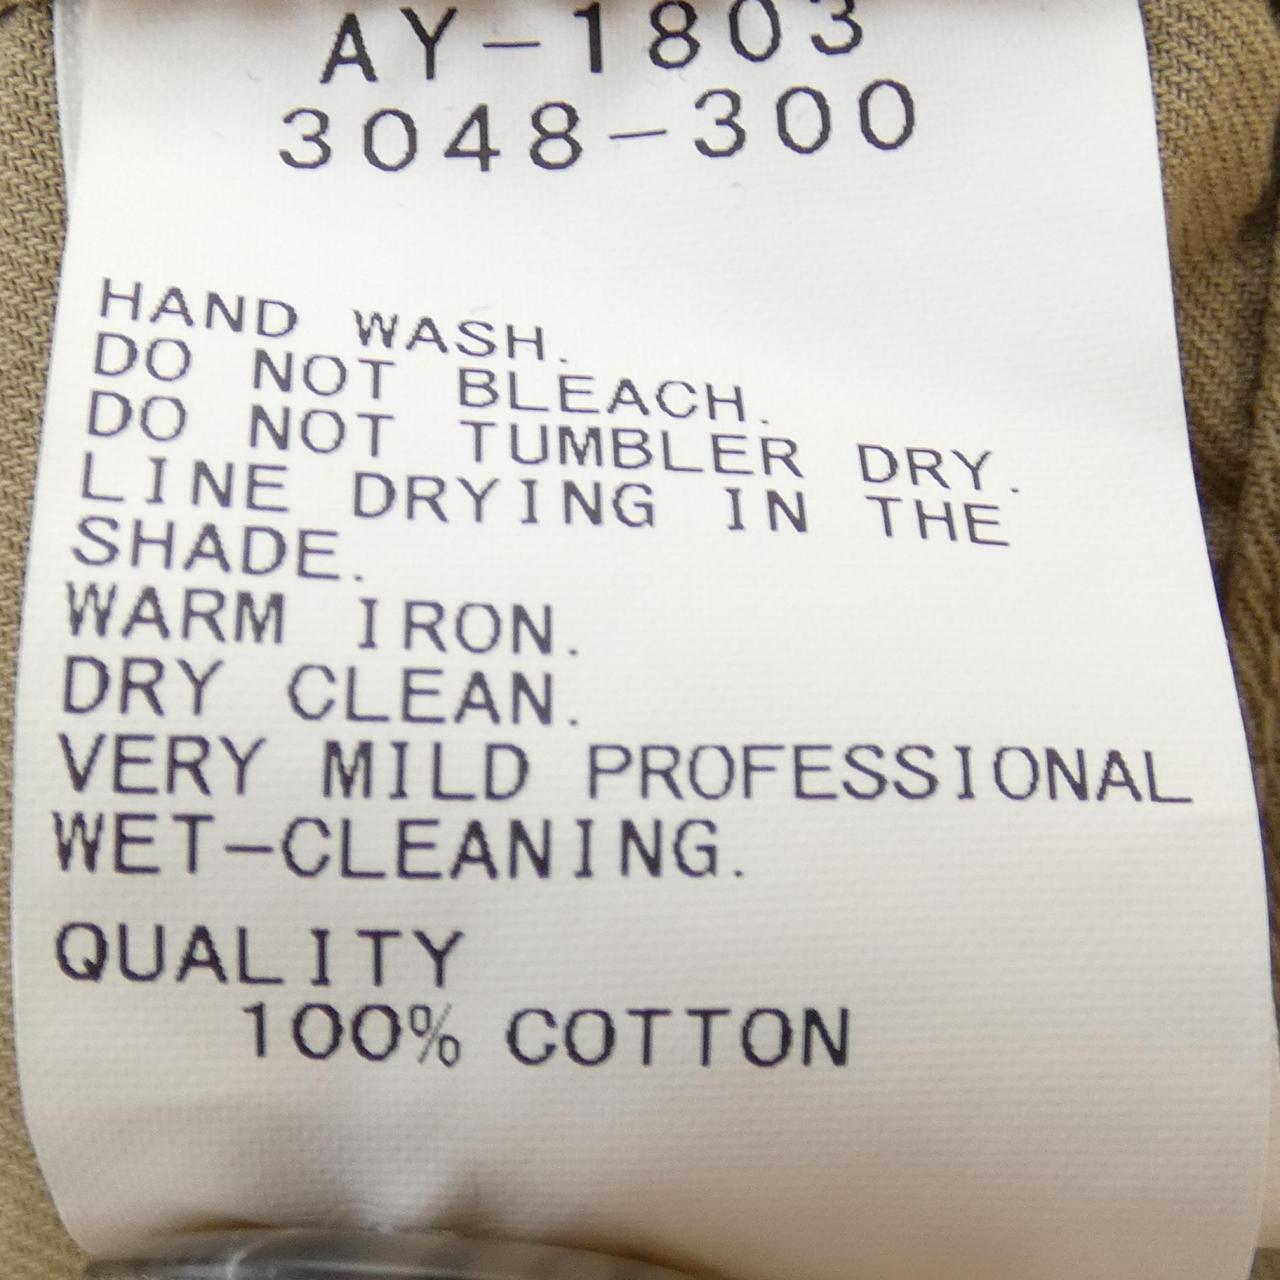 AY-1803
3048-300
HAND WASH.
DO NOT BLEACH.
DO NOT TUMBLER DRY.
LINE DRYING IN THE
SHADE.
WARM IRON.
DRY CLEAN.
VERY MILD PROFESSIONAL
WET-CLEANING.
QUALITY
100% COTTON